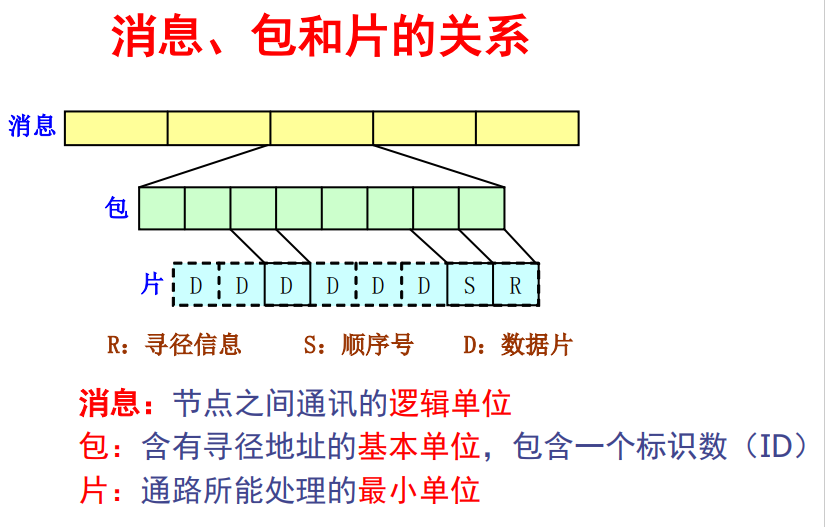 消息、包和片的关系
消息
包
片 D D D D D D S R
R：寻径信息 S：顺序号 D：数据片
消息：节点之间通讯的逻辑单位
包：含有寻径地址的基本单位，包含一个标识数（ID）
片：通路所能处理的最小单位